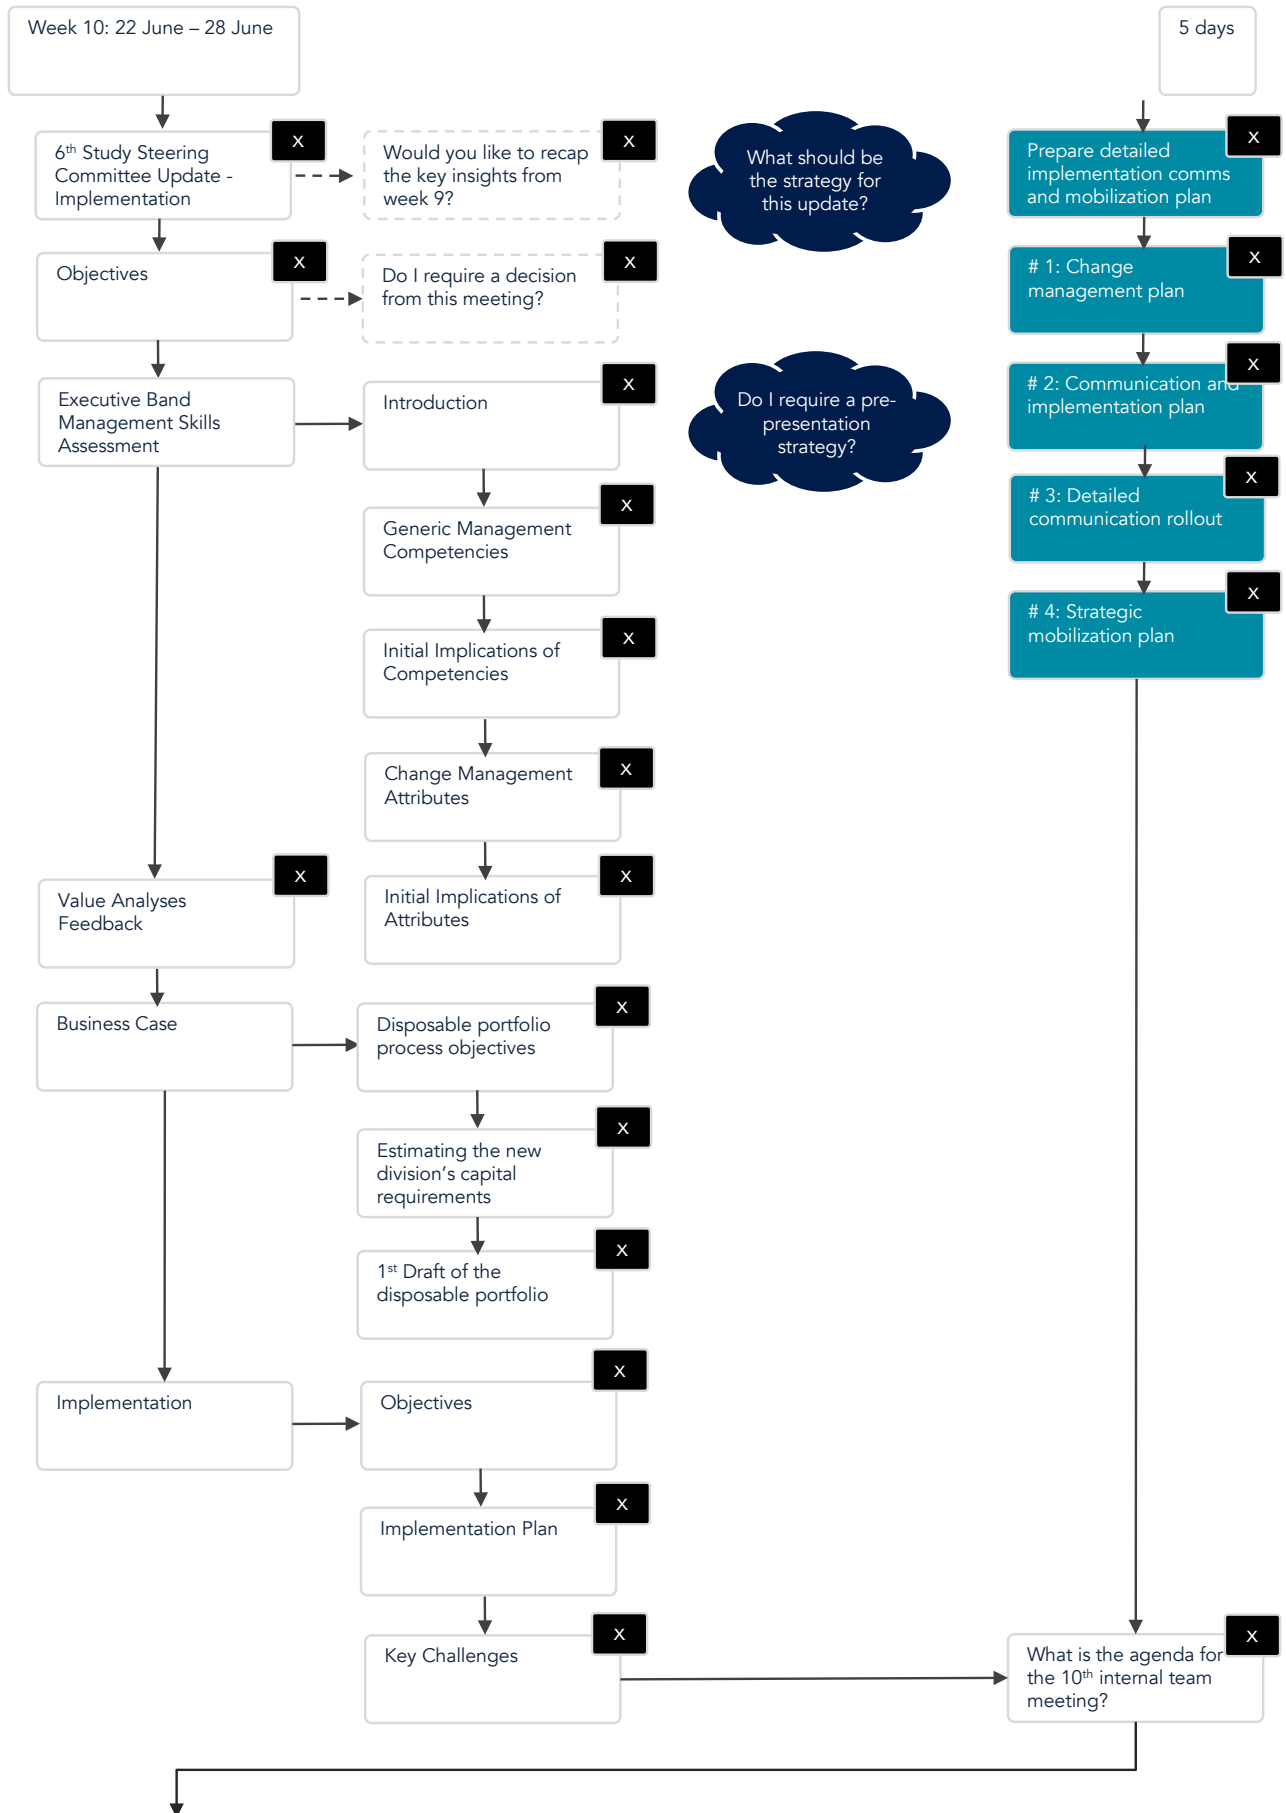 Week 10: 22 June – 28 June
5 days
X
6th Study Steering
Committee Update -
Implementation
X
Would you like to recap
the key insights from
week 9?
What should be
the strategy for
this update?
X
Prepare detailed
implementation comms
and mobilization plan
X
Objectives
X
Do I require a decision
from this meeting?
X
# 1: Change
management plan
Executive Band
Management Skills
Assessment
X
Introduction
Do I require a pre-
presentation
strategy?
X
# 2: Communication and
implementation plan
X
Generic Management
Competencies
X
# 3: Detailed
communication rollout
X
Initial Implications of
Competencies
X
# 4: Strategic
mobilization plan
X
Change Management
Attributes
X
Value Analyses
Feedback
X
Initial Implications of
Attributes
Business Case
X
Disposable portfolio
process objectives
X
Estimating the new
division's capital
requirements
X
1st Draft of the
disposable portfolio
Implementation
X
Objectives
X
Implementation Plan
X
Key Challenges
X
What is the agenda for
the 10th internal team
meeting?